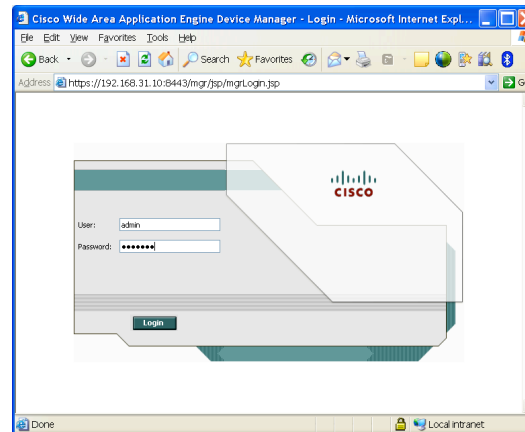 Cisco Wide Area Application Engine Device Manager - Login - Microsoft Internet Expl...
File Edit View Favorites Tools Help
Back Search Favorites
Address https://192.168.31.10:8443/mgr/jsp/mgrLogin.jsp G
CISCO
User: admin
Password: •••••••
Login
Done Local intranet